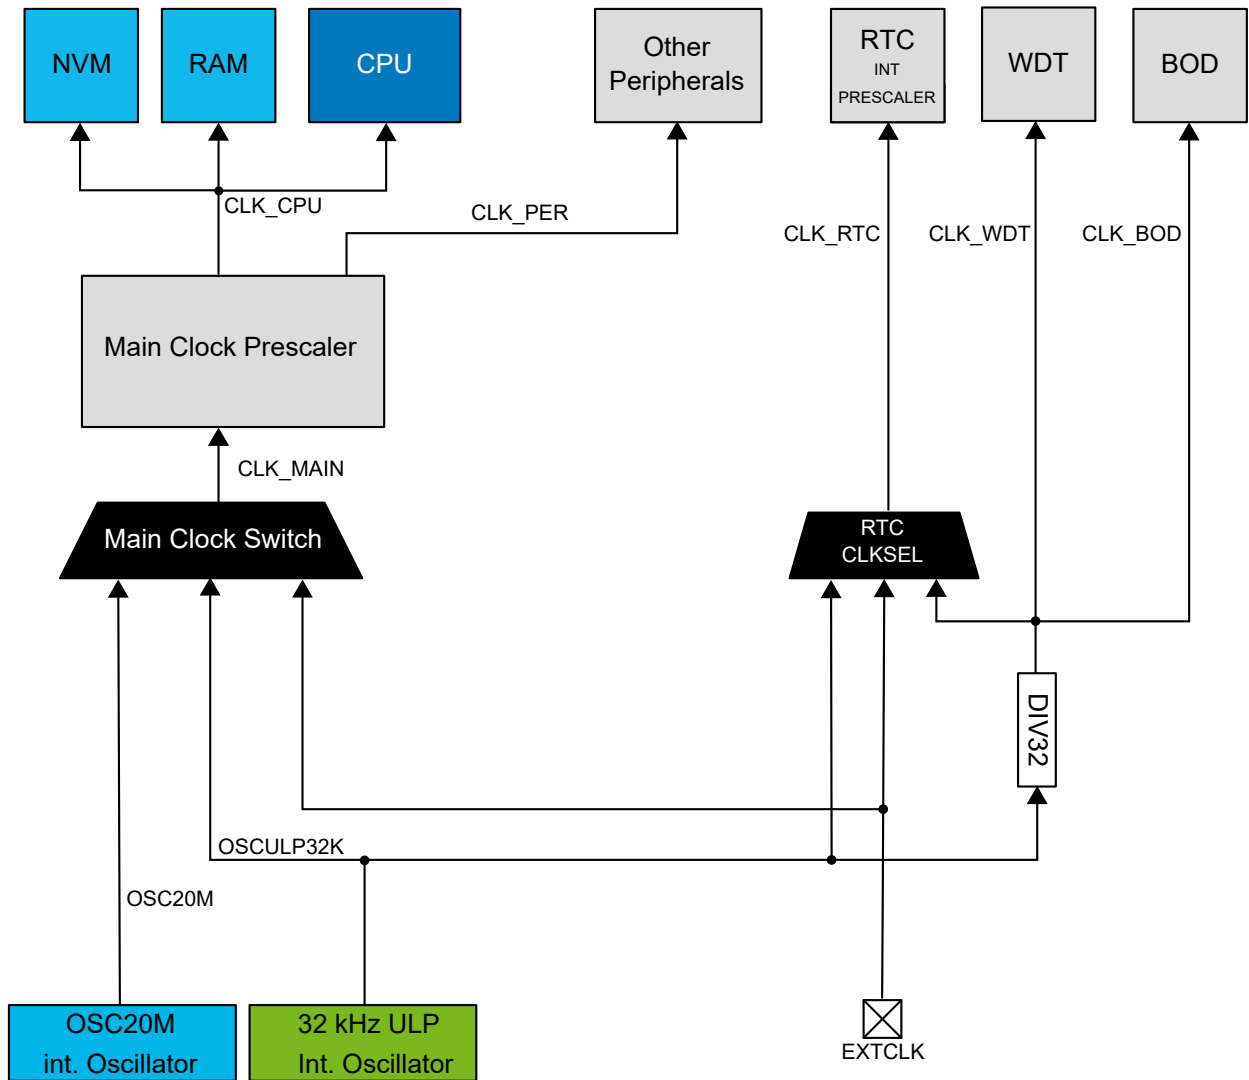 NVM
RAM
CPU
Other
Peripherals
RTC
INT
PRESCALER
WDT
BOD
CLK_CPU
CLK_PER
CLK_RTC
CLK_WDT
CLK_BOD
Main Clock Prescaler
CLK_MAIN
Main Clock Switch
RTC
CLKSEL
DIV32
OSCULP32K
OSC20M
OSC20M
int. Oscillator
32 kHz ULP
Int. Oscillator
EXTCLK